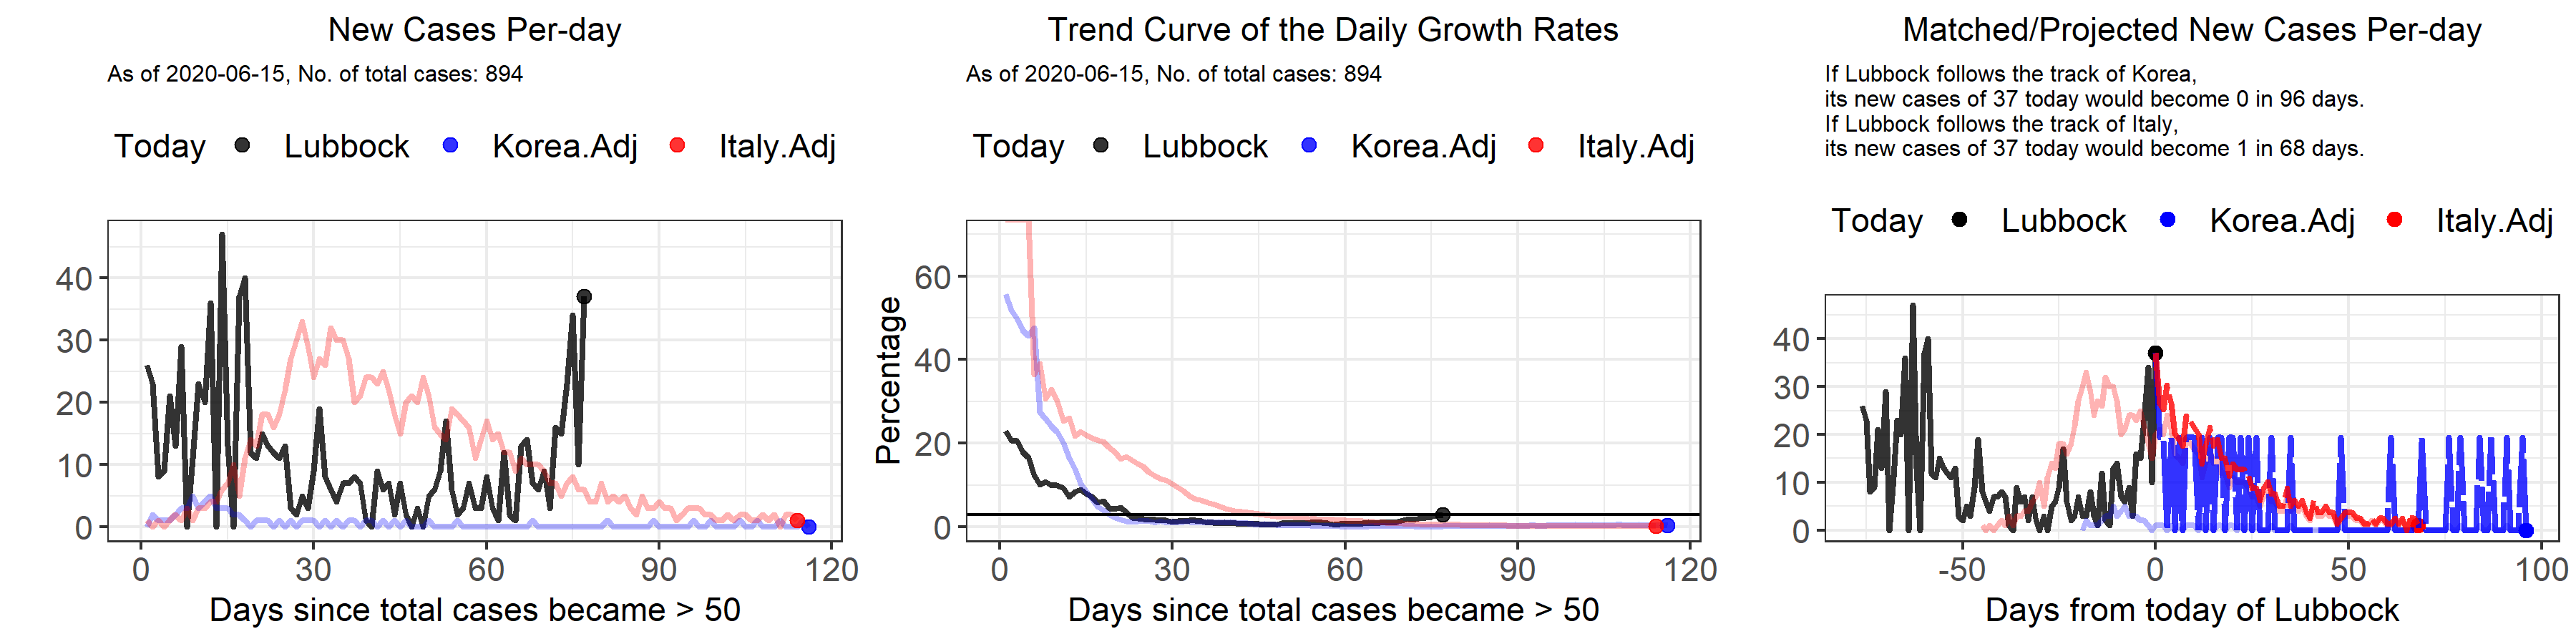 New Cases Per-day
As of 2020-06-15, No. of total cases: 894
Today Lubbock Korea.Adj Italy.Adj
40
30
20
10
0
0 30 60 90 120
Days since total cases became > 50
Trend Curve of the Daily Growth Rates
As of 2020-06-15, No. of total cases: 894
Today Lubbock Korea.Adj Italy.Adj
Percentage
60
40
20
0
0 30 60 90 120
Days since total cases became > 50
Matched/Projected New Cases Per-day
If Lubbock follows the track of Korea,
its new cases of 37 today would become 0 in 96 days.
If Lubbock follows the track of Italy,
its new cases of 37 today would become 1 in 68 days.
Today Lubbock Korea.Adj Italy.Adj
40
30
20
10
0
-50 0 50 100
Days from today of Lubbock